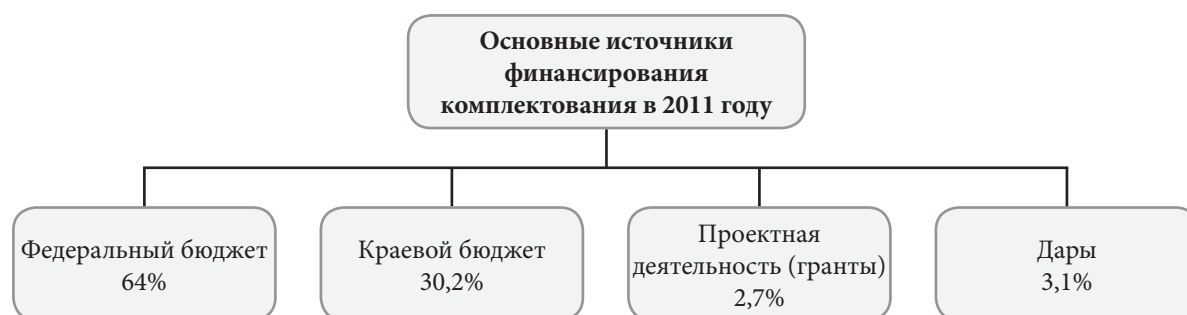 Основные источники
финансирования
комплектования в 2011 году
Федеральный бюджет
64%
Краевой бюджет
30,2%
Проектная
деятельность (гранты)
2,7%
Дары
3,1%